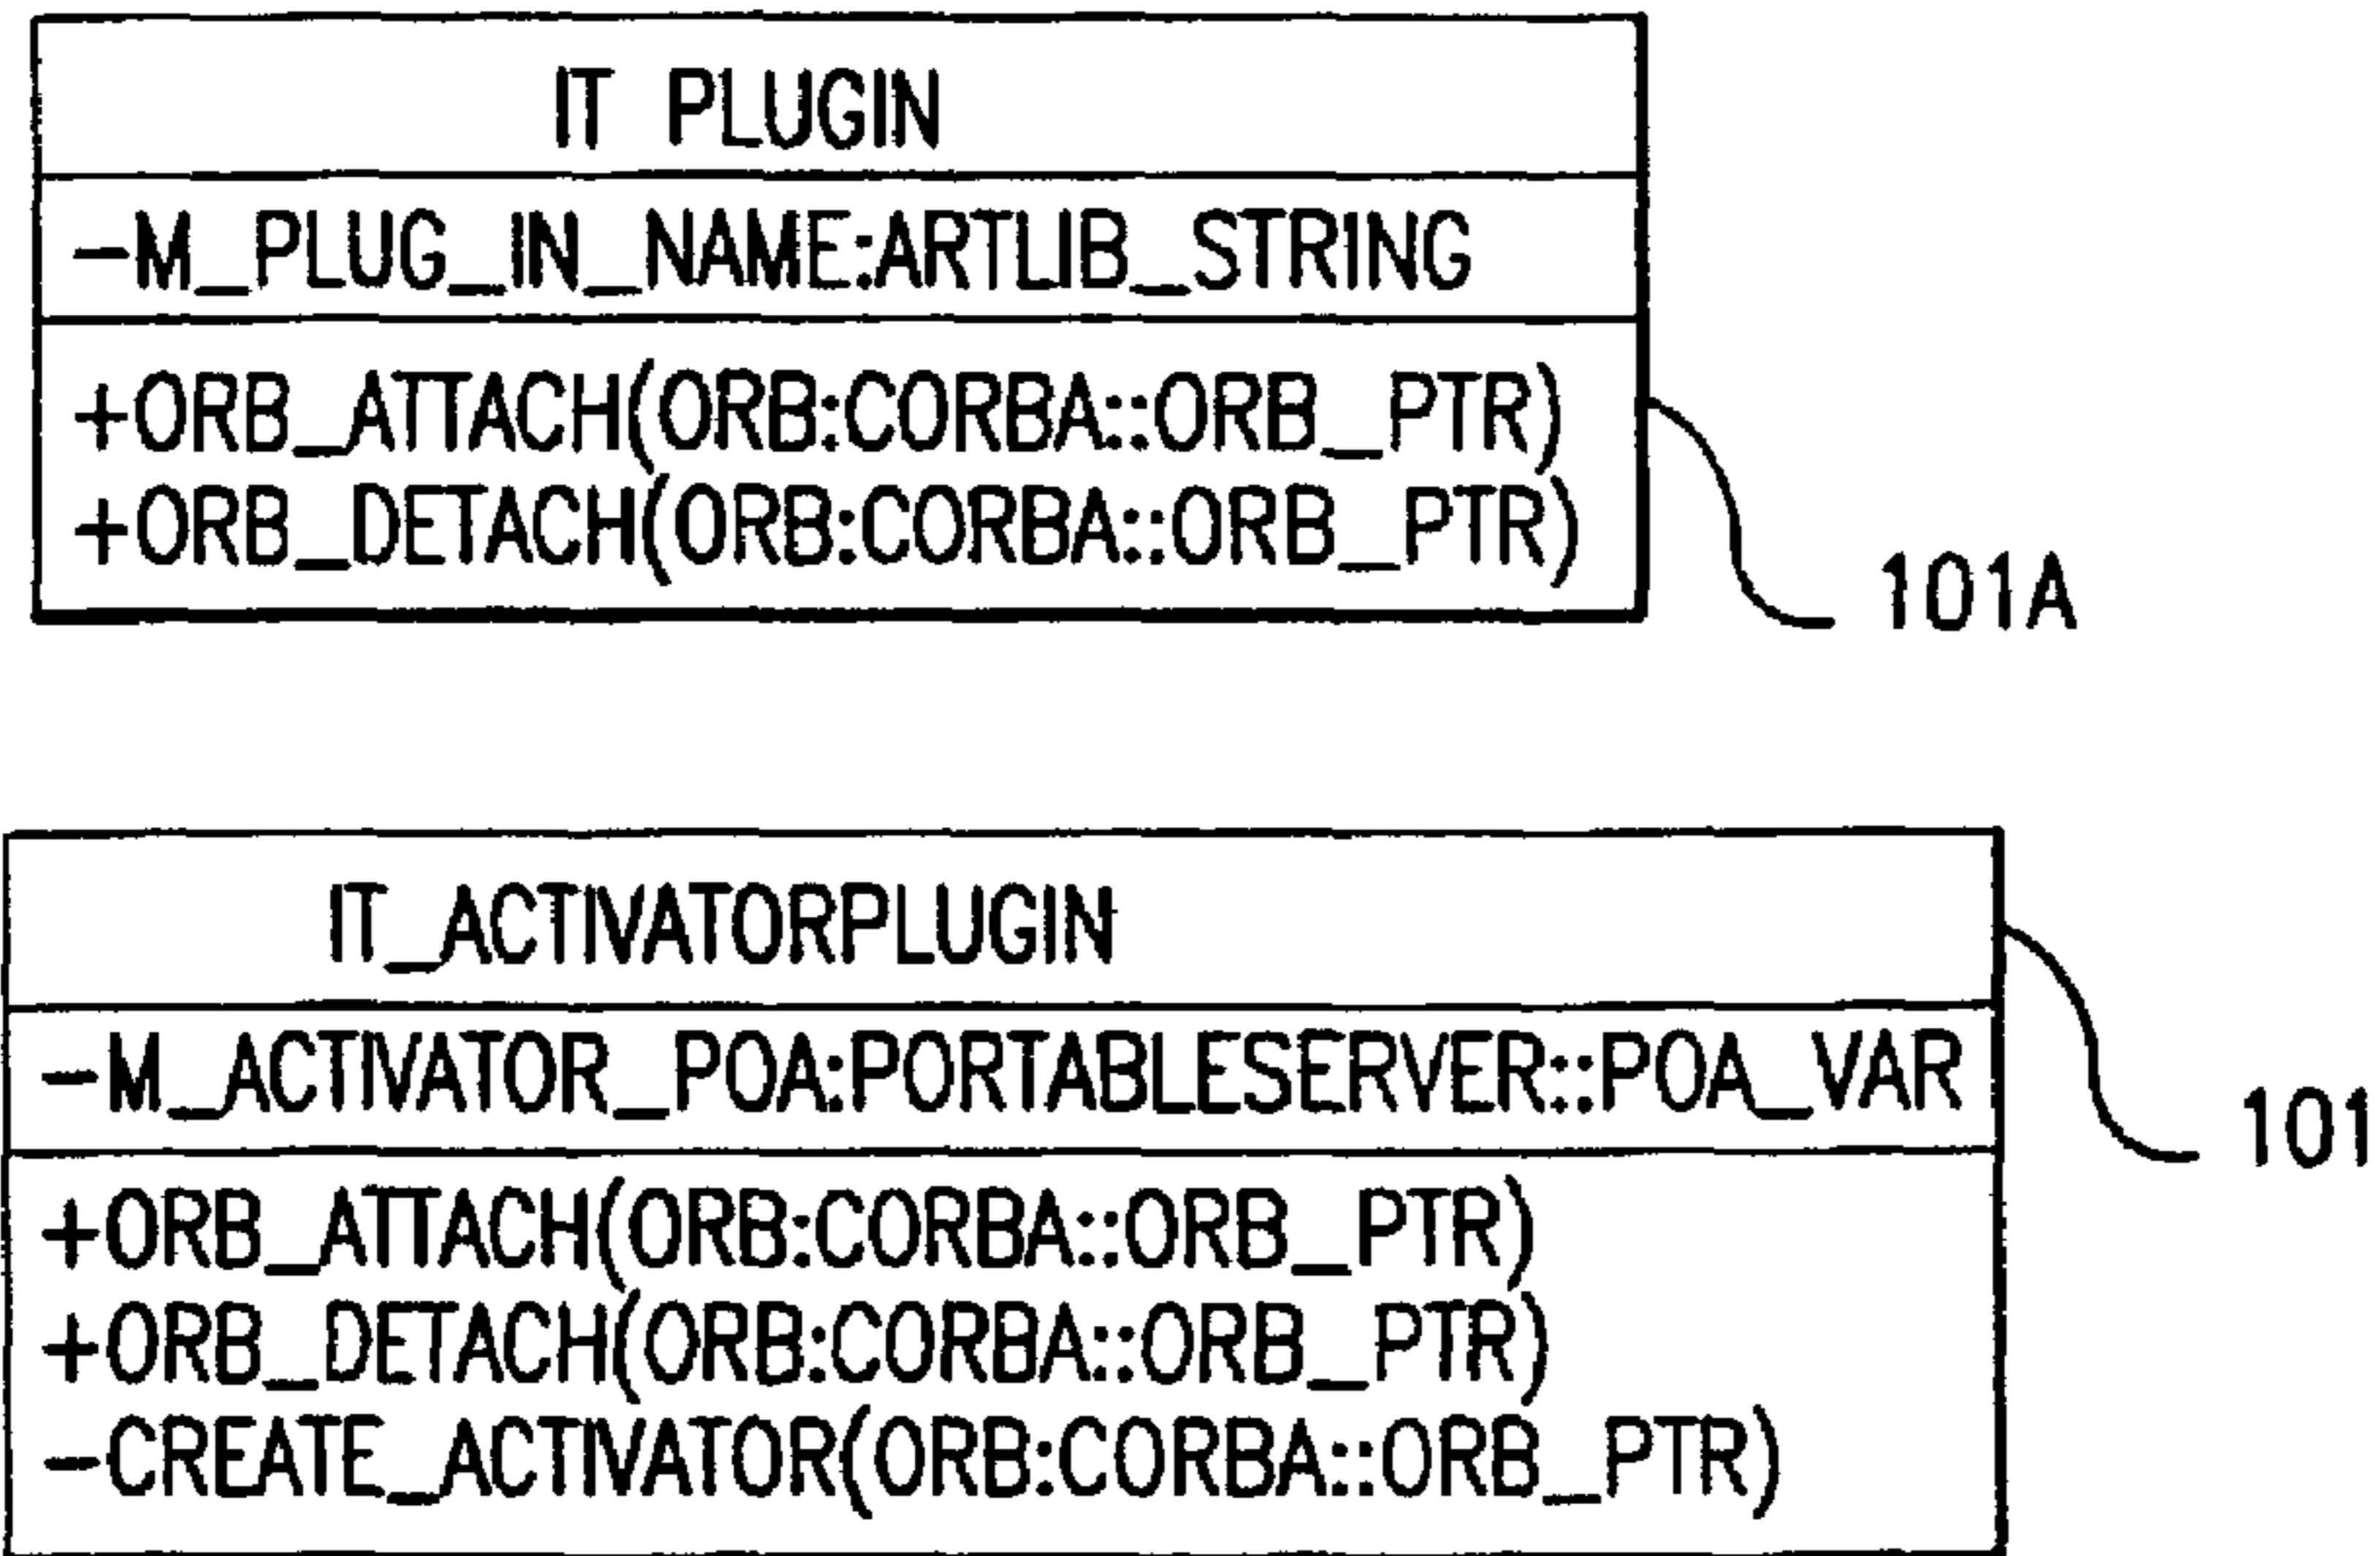 IT PLUGIN
-M_PLUG_IN_NAME:ARTLIB_STRING
+ORB_ATTACH(ORB:CORBA::ORB_PTR)
+ORB_DETACH(ORB:CORBA::ORB_PTR)
101A
IT_ACTIVATORPLUGIN
-M_ACTIVATOR_POA:PORTABLESERVER::POA_VAR
101
+ORB_ATTACH(ORB:CORBA::ORB_PTR)
+ORB_DETACH(ORB:CORBA::ORB_PTR)
-CREATE_ACTIVATOR(ORB:CORBA::ORB_PTR)